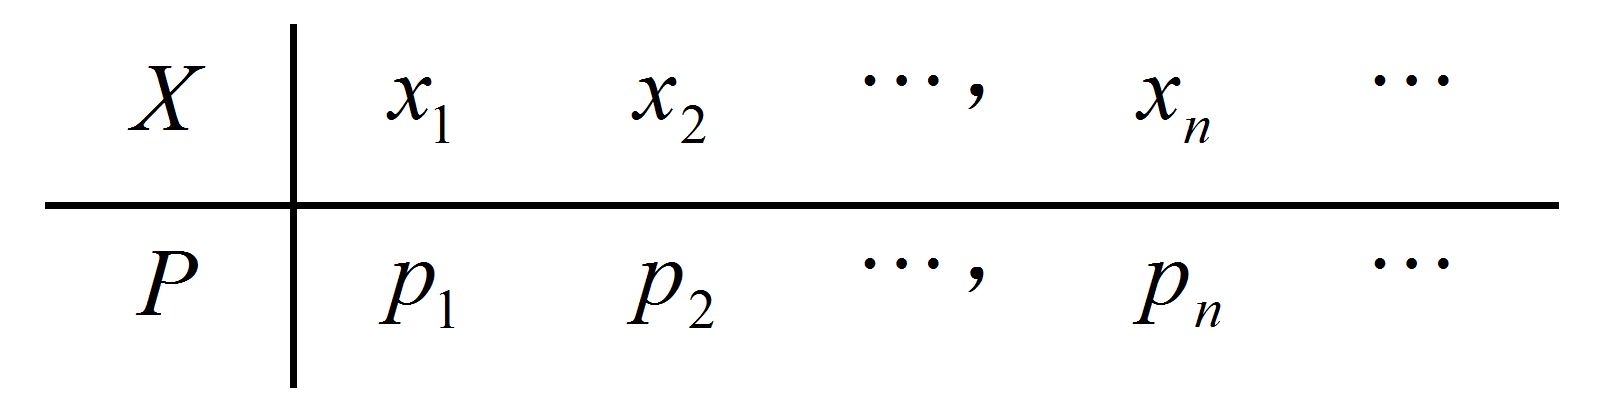 X x₁ x₂ ⋯, xₙ ⋯
P p₁ p₂ ⋯, pₙ ⋯